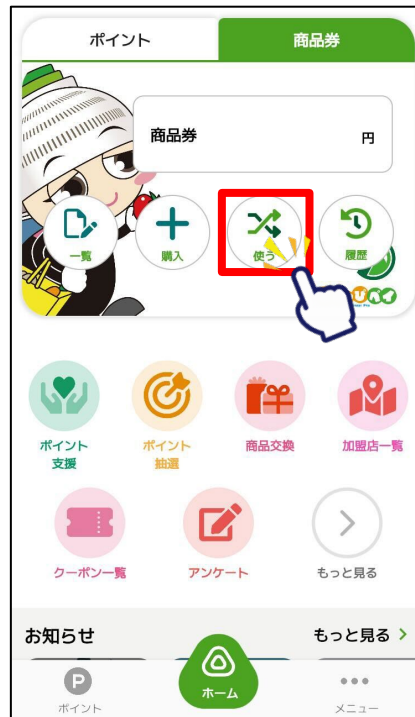 ポイント
商品券
商品券
円
一覧
購入
使う
履歴
ポイント
支援
ポイント
抽選
商品交換
加盟店一覧
クーポン一覧
アンケート
もっと見る
お知らせ
もっと見る
P
ポイント
ホーム
メニュー